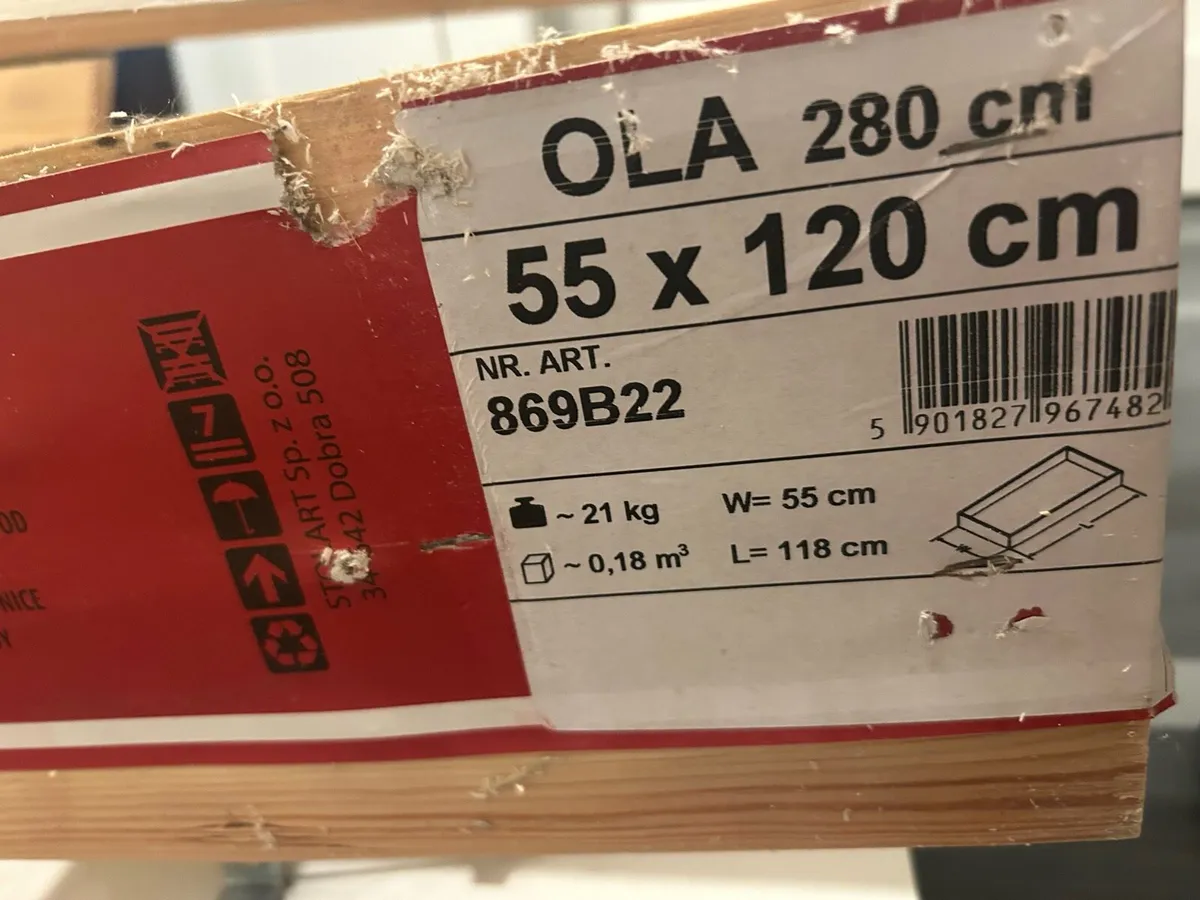 OLA 280 cm
55 x 120 cm
NR. ART.
869B22
5 901827 967482
~ 21 kg
W= 55 cm
~ 0,18 m³
L= 118 cm
ART Sp. z o.o.
42 Dobra 508
OD
NICE
Y